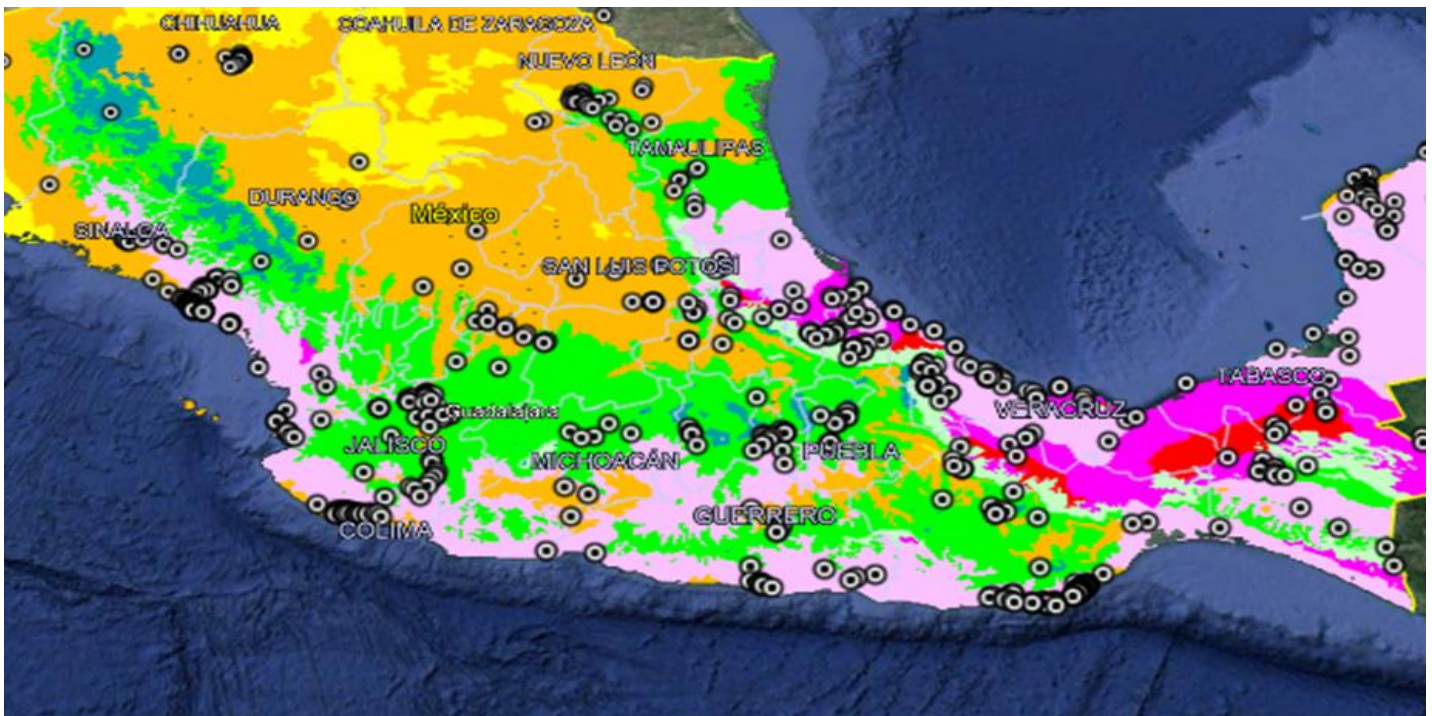 CHIHUAHUA
COAHUILA DE ZARAGOZA
NUEVO LEÓN
TAMAULIPAS
DURANGO
México
SINALOA
SAN LUIS POTOSÍ
TABASCO
Guadalajara
VERACRUZ
JALISCO
MICHOACÁN
PUEBLA
GUERRERO
COLIMA